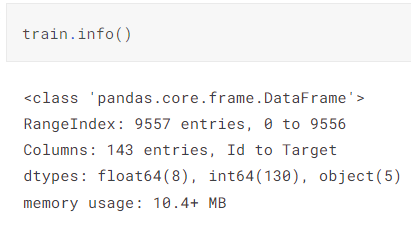 train.info()
<class 'pandas.core.frame.DataFrame'>
RangeIndex: 9557 entries, 0 to 9556
Columns: 143 entries, Id to Target
dtypes: float64(8), int64(130), object(5)
memory usage: 10.4+ MB